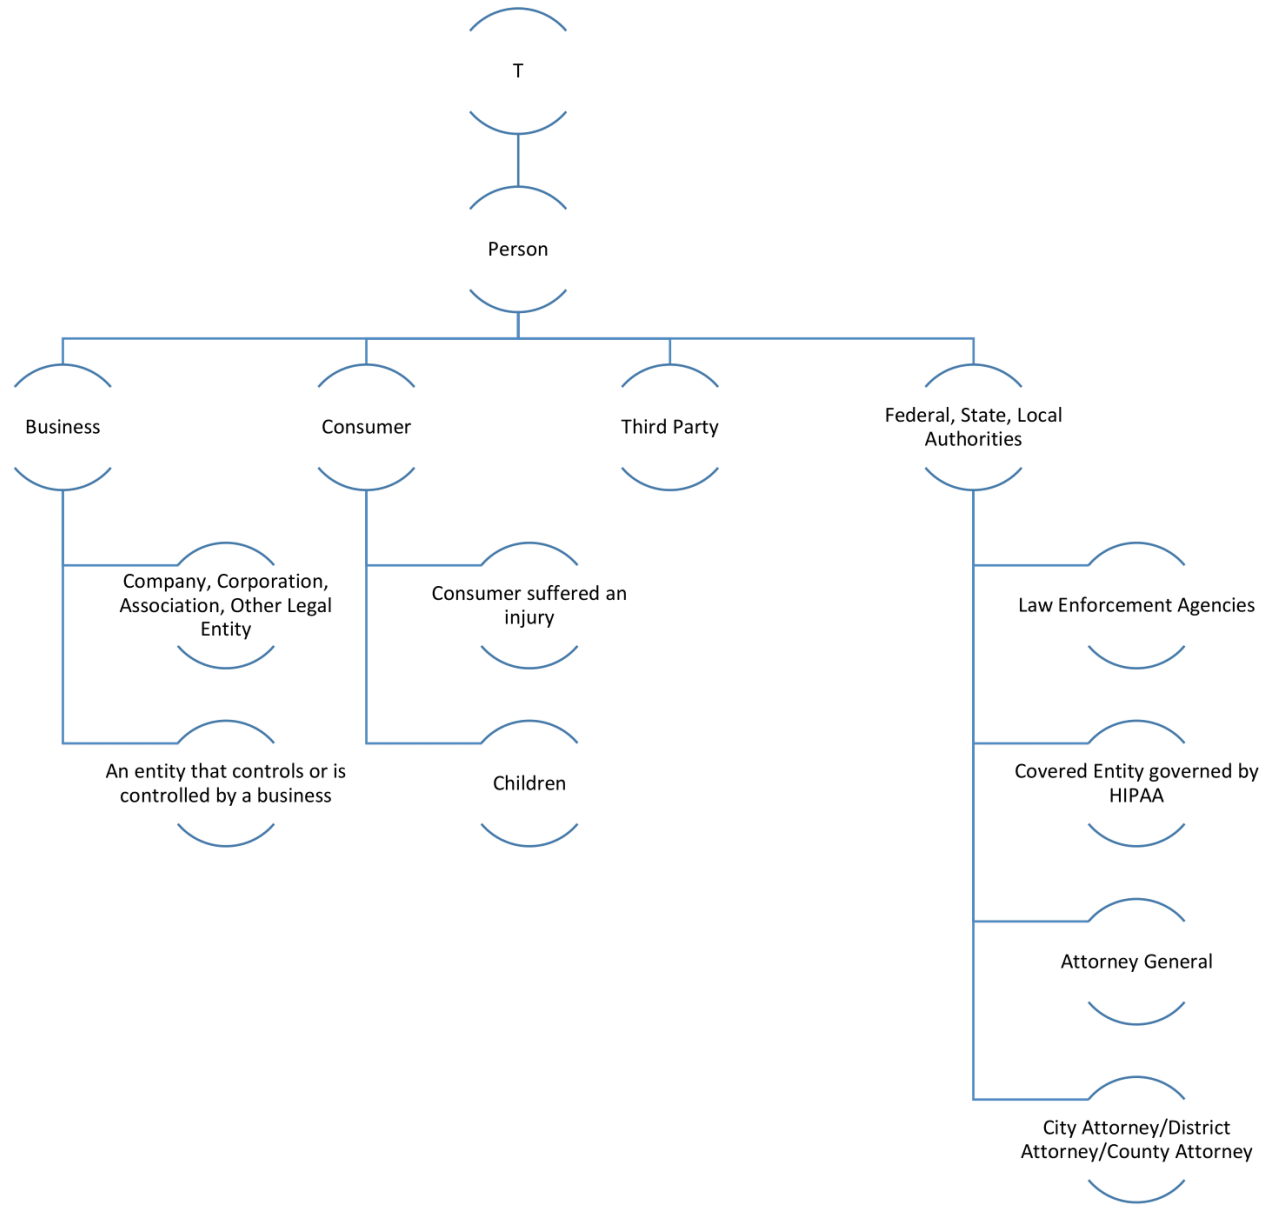 T
Person
Business
Consumer
Third Party
Federal, State, Local
Authorities
Company, Corporation,
Association, Other Legal
Entity
Consumer suffered an
injury
Law Enforcement Agencies
An entity that controls or is
controlled by a business
Children
Covered Entity governed by
HIPAA
Attorney General
City Attorney/District
Attorney/County Attorney